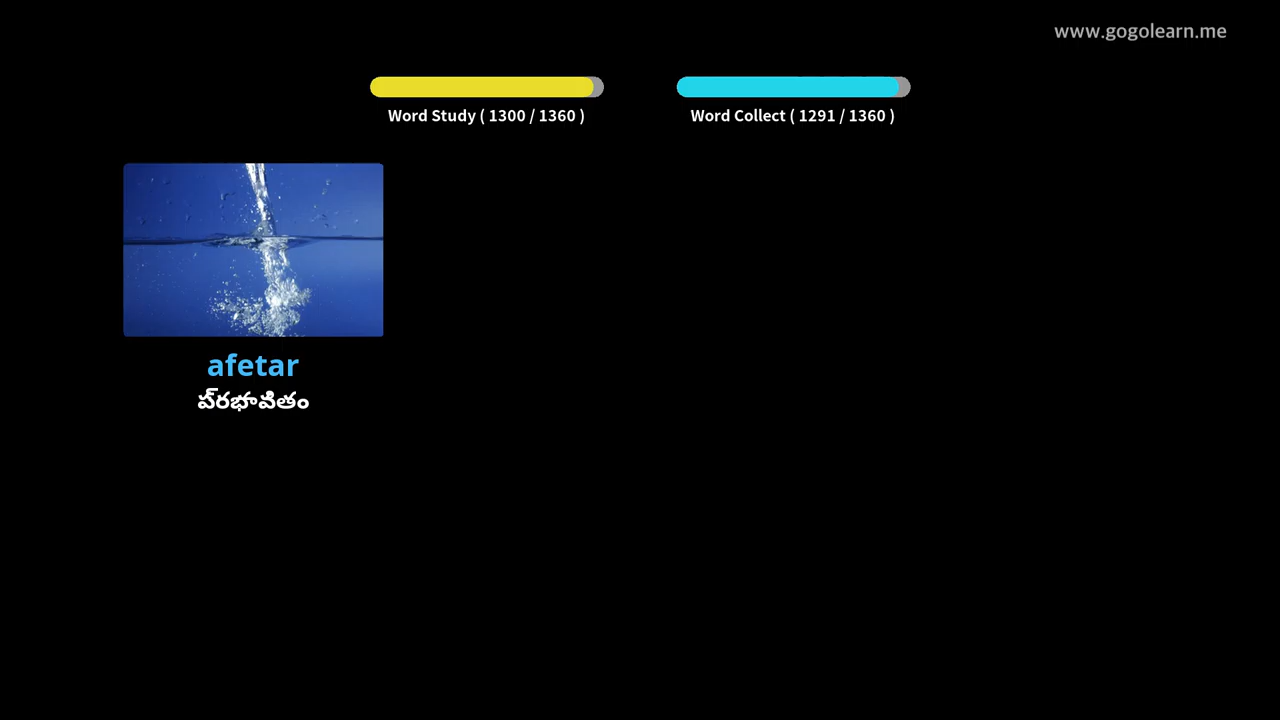 www.gogolearn.me
Word Study ( 1300 / 1360 )
Word Collect ( 1291 / 1360 )
afetar
ప్రభావితం